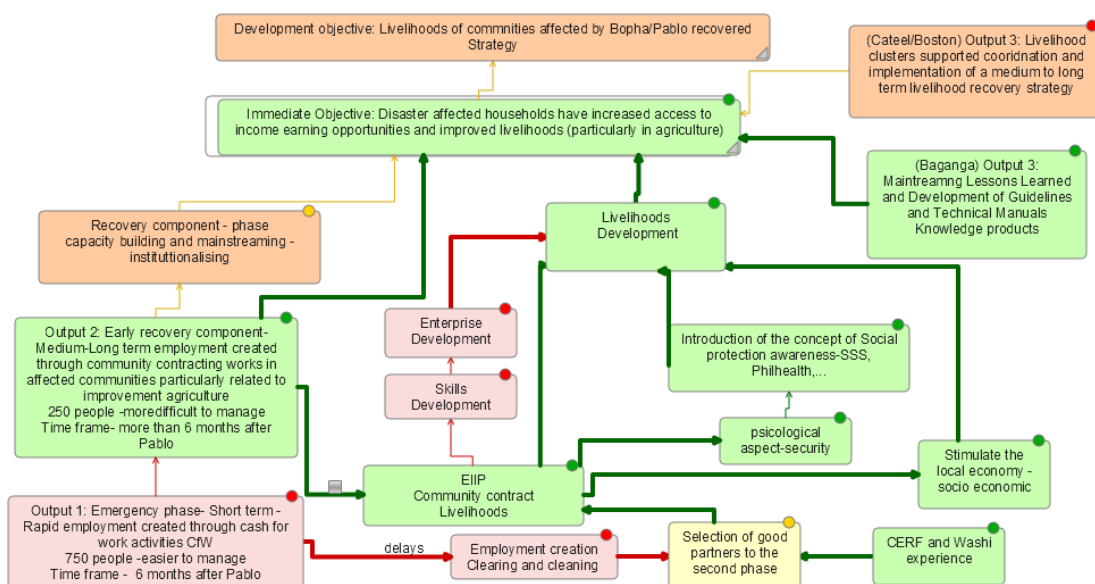 Development objective: Livelihoods of commnities affected by Bopha/Pablo recovered
Strategy
(Cateel/Boston) Output 3: Livelihood
clusters supported cooridnation and
implementation of a medium to long
term livelihood recovery strategy
Immediate Objective: Disaster affected households have increased access to
income earning opportunities and improved livelihoods (particularly in agriculture)
(Baganga) Output 3:
Maintreamng Lessons Learned
and Development of Guidelines
and Technical Manuals
Knowledge products
Recovery component - phase
capacity building and mainstreaming -
instituttionalising
Livelihoods
Development
Output 2: Early recovery component-
Medium-Long term employment created
through community contracting works in
affected communities particularly related to
improvement agriculture
250 people -moredifficult to manage
Time frame- more than 6 months after
Pablo
Enterprise
Development
Introduction of the concept of Social
protection awareness-SSS,
Philhealth,...
Skills
Development
psicological
aspect-security
Stimulate the
local economy -
socio economic
EIIP
Community contract
Livelihoods
Output 1: Emergency phase- Short term -
Rapid employment created through cash for
work activities CfW
750 people -easier to manage
Time frame -  6 months after Pablo
delays
Employment creation
Clearing and cleaning
Selection of good
partners to the
second phase
CERF and Washi
experience